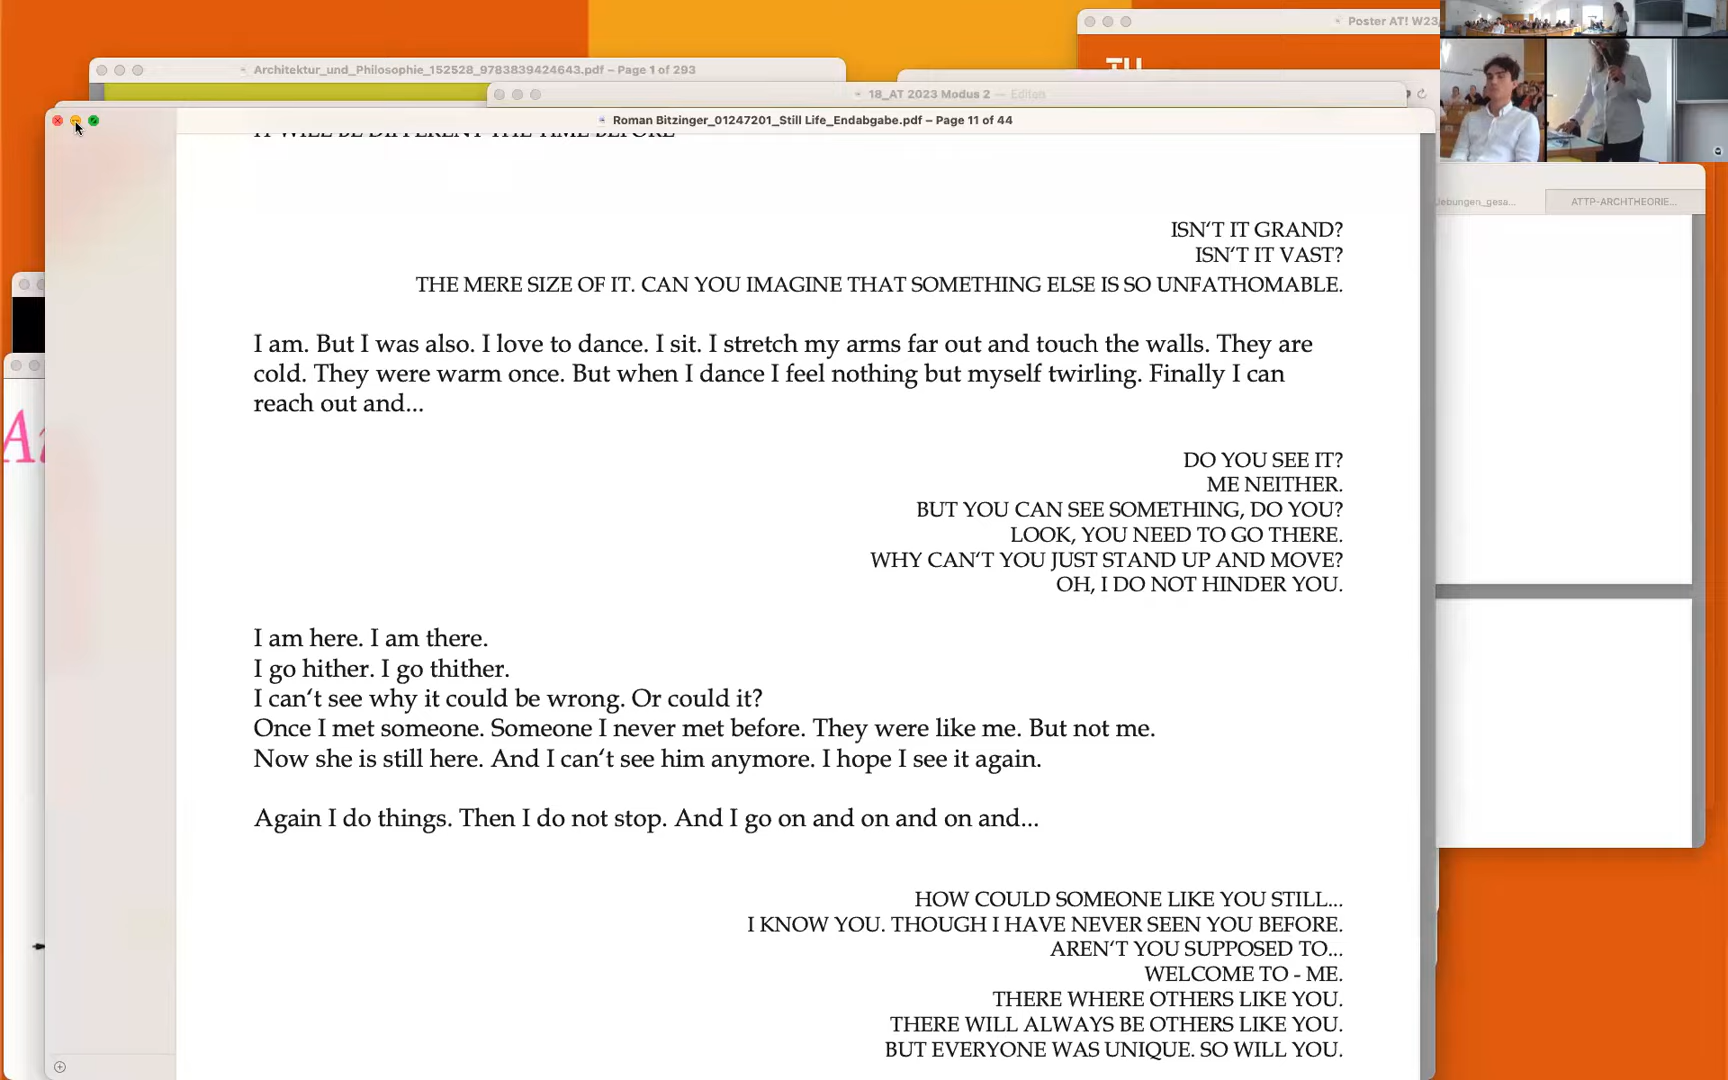 Poster AT! W23
Architektur_und_Philosophie_152528_9783839424643.pdf – Page 1 of 293
TU
18_AT 2023 Modus 2 — Edited
Roman Bitzinger_01247201_Still Life_Endabgabe.pdf – Page 11 of 44
IT WILL BE DIFFERENT THE TIME BEFORE
ebungen_gesa...
ATTP-ARCHTHEORIE...
ISN‘T IT GRAND?
ISN‘T IT VAST?
THE MERE SIZE OF IT. CAN YOU IMAGINE THAT SOMETHING ELSE IS SO UNFATHOMABLE.
I am. But I was also. I love to dance. I sit. I stretch my arms far out and touch the walls. They are
cold. They were warm once. But when I dance I feel nothing but myself twirling. Finally I can
reach out and...
DO YOU SEE IT?
ME NEITHER.
BUT YOU CAN SEE SOMETHING, DO YOU?
LOOK, YOU NEED TO GO THERE.
WHY CAN‘T YOU JUST STAND UP AND MOVE?
OH, I DO NOT HINDER YOU.
I am here. I am there.
I go hither. I go thither.
I can‘t see why it could be wrong. Or could it?
Once I met someone. Someone I never met before. They were like me. But not me.
Now she is still here. And I can‘t see him anymore. I hope I see it again.
Again I do things. Then I do not stop. And I go on and on and on and...
HOW COULD SOMEONE LIKE YOU STILL...
I KNOW YOU. THOUGH I HAVE NEVER SEEN YOU BEFORE.
AREN‘T YOU SUPPOSED TO...
WELCOME TO - ME.
THERE WHERE OTHERS LIKE YOU.
THERE WILL ALWAYS BE OTHERS LIKE YOU.
BUT EVERYONE WAS UNIQUE. SO WILL YOU.